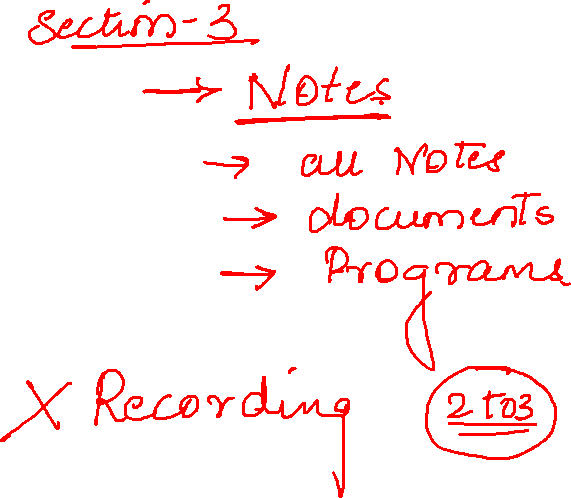 Section-3
→ Notes
→ all Notes
→ documents
→ Programs
X Recording 2 to3